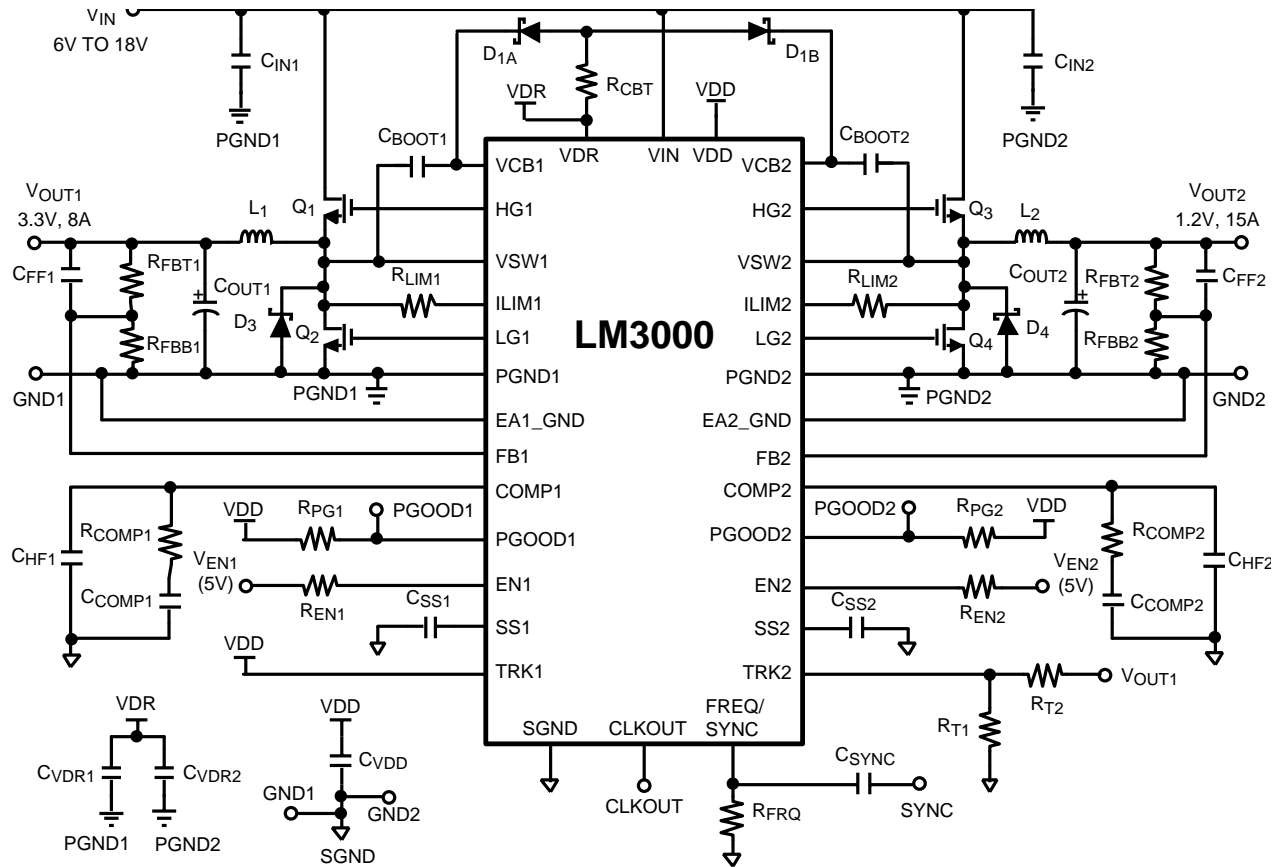 VIN
6V TO 18V
CIN1
PGND1
D1A
D1B
RCBT
VDR
VDD
CIN2
PGND2
CBOOT1
CBOOT2
VDR
VIN
VDD
VCB1
VCB2
VOUT1
3.3V, 8A
L1
Q1
HG1
HG2
Q3
L2
VOUT2
1.2V, 15A
CFF1
RFBT1
COUT1
+
VSW1
VSW2
COUT2
+
RFBT2
CFF2
RLIM1
ILIM1
ILIM2
RLIM2
D3
Q2
LG1
LM3000
LG2
Q4
D4
RFBB1
RFBB2
GND1
PGND1
PGND1
PGND2
PGND2
GND2
EA1_GND
EA2_GND
FB1
FB2
COMP1
COMP2
CHF1
RCOMP1
CCOMP1
VDD
RPG1
PGOOD1
PGOOD1
PGOOD2
PGOOD2
RPG2
VDD
RCOMP2
CCOMP2
CHF2
VEN1
(5V)
REN1
EN1
EN2
REN2
VEN2
(5V)
CSS1
SS1
SS2
CSS2
VDD
TRK1
TRK2
RT2
VOUT1
RT1
SGND
CLKOUT
FREQ/
SYNC
CLKOUT
RFRQ
CSYNC
SYNC
VDR
CVDR1
CVDR2
PGND1
PGND2
VDD
CVDD
GND1
GND2
SGND